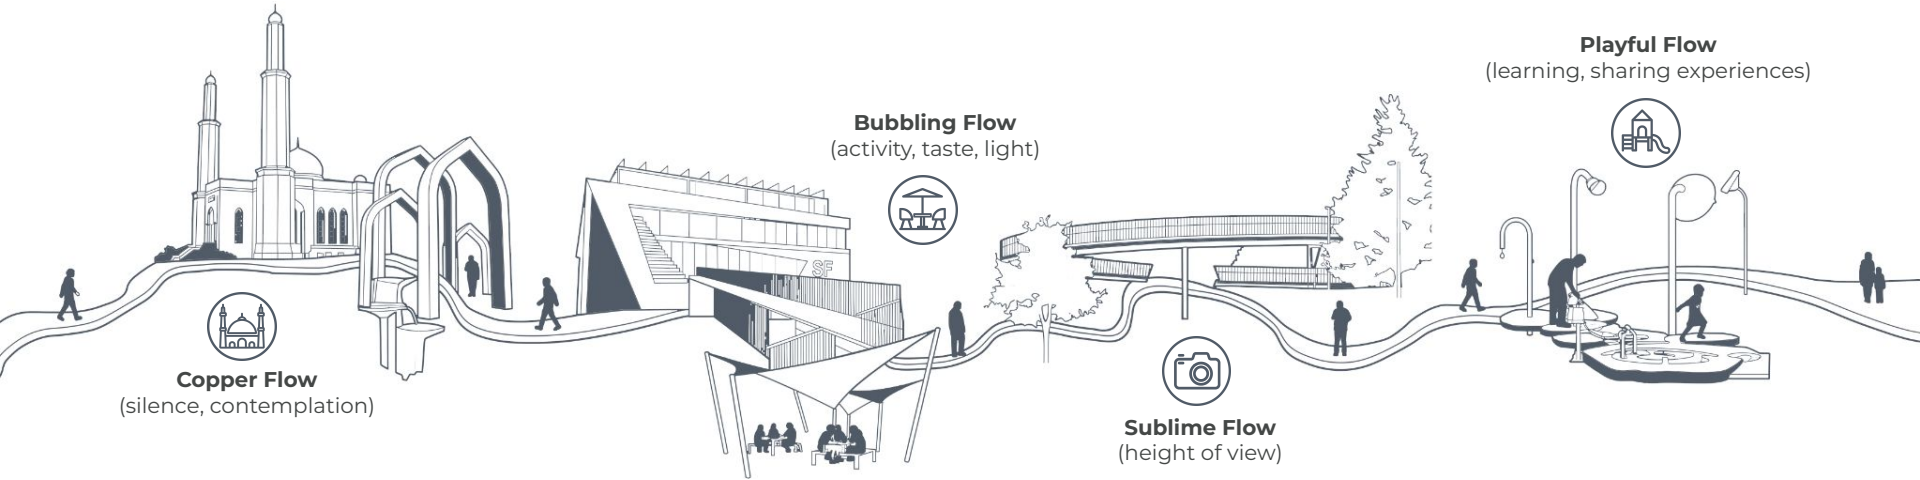 Copper Flow
(silence, contemplation)
Bubbling Flow
(activity, taste, light)
SF
Sublime Flow
(height of view)
Playful Flow
(learning, sharing experiences)